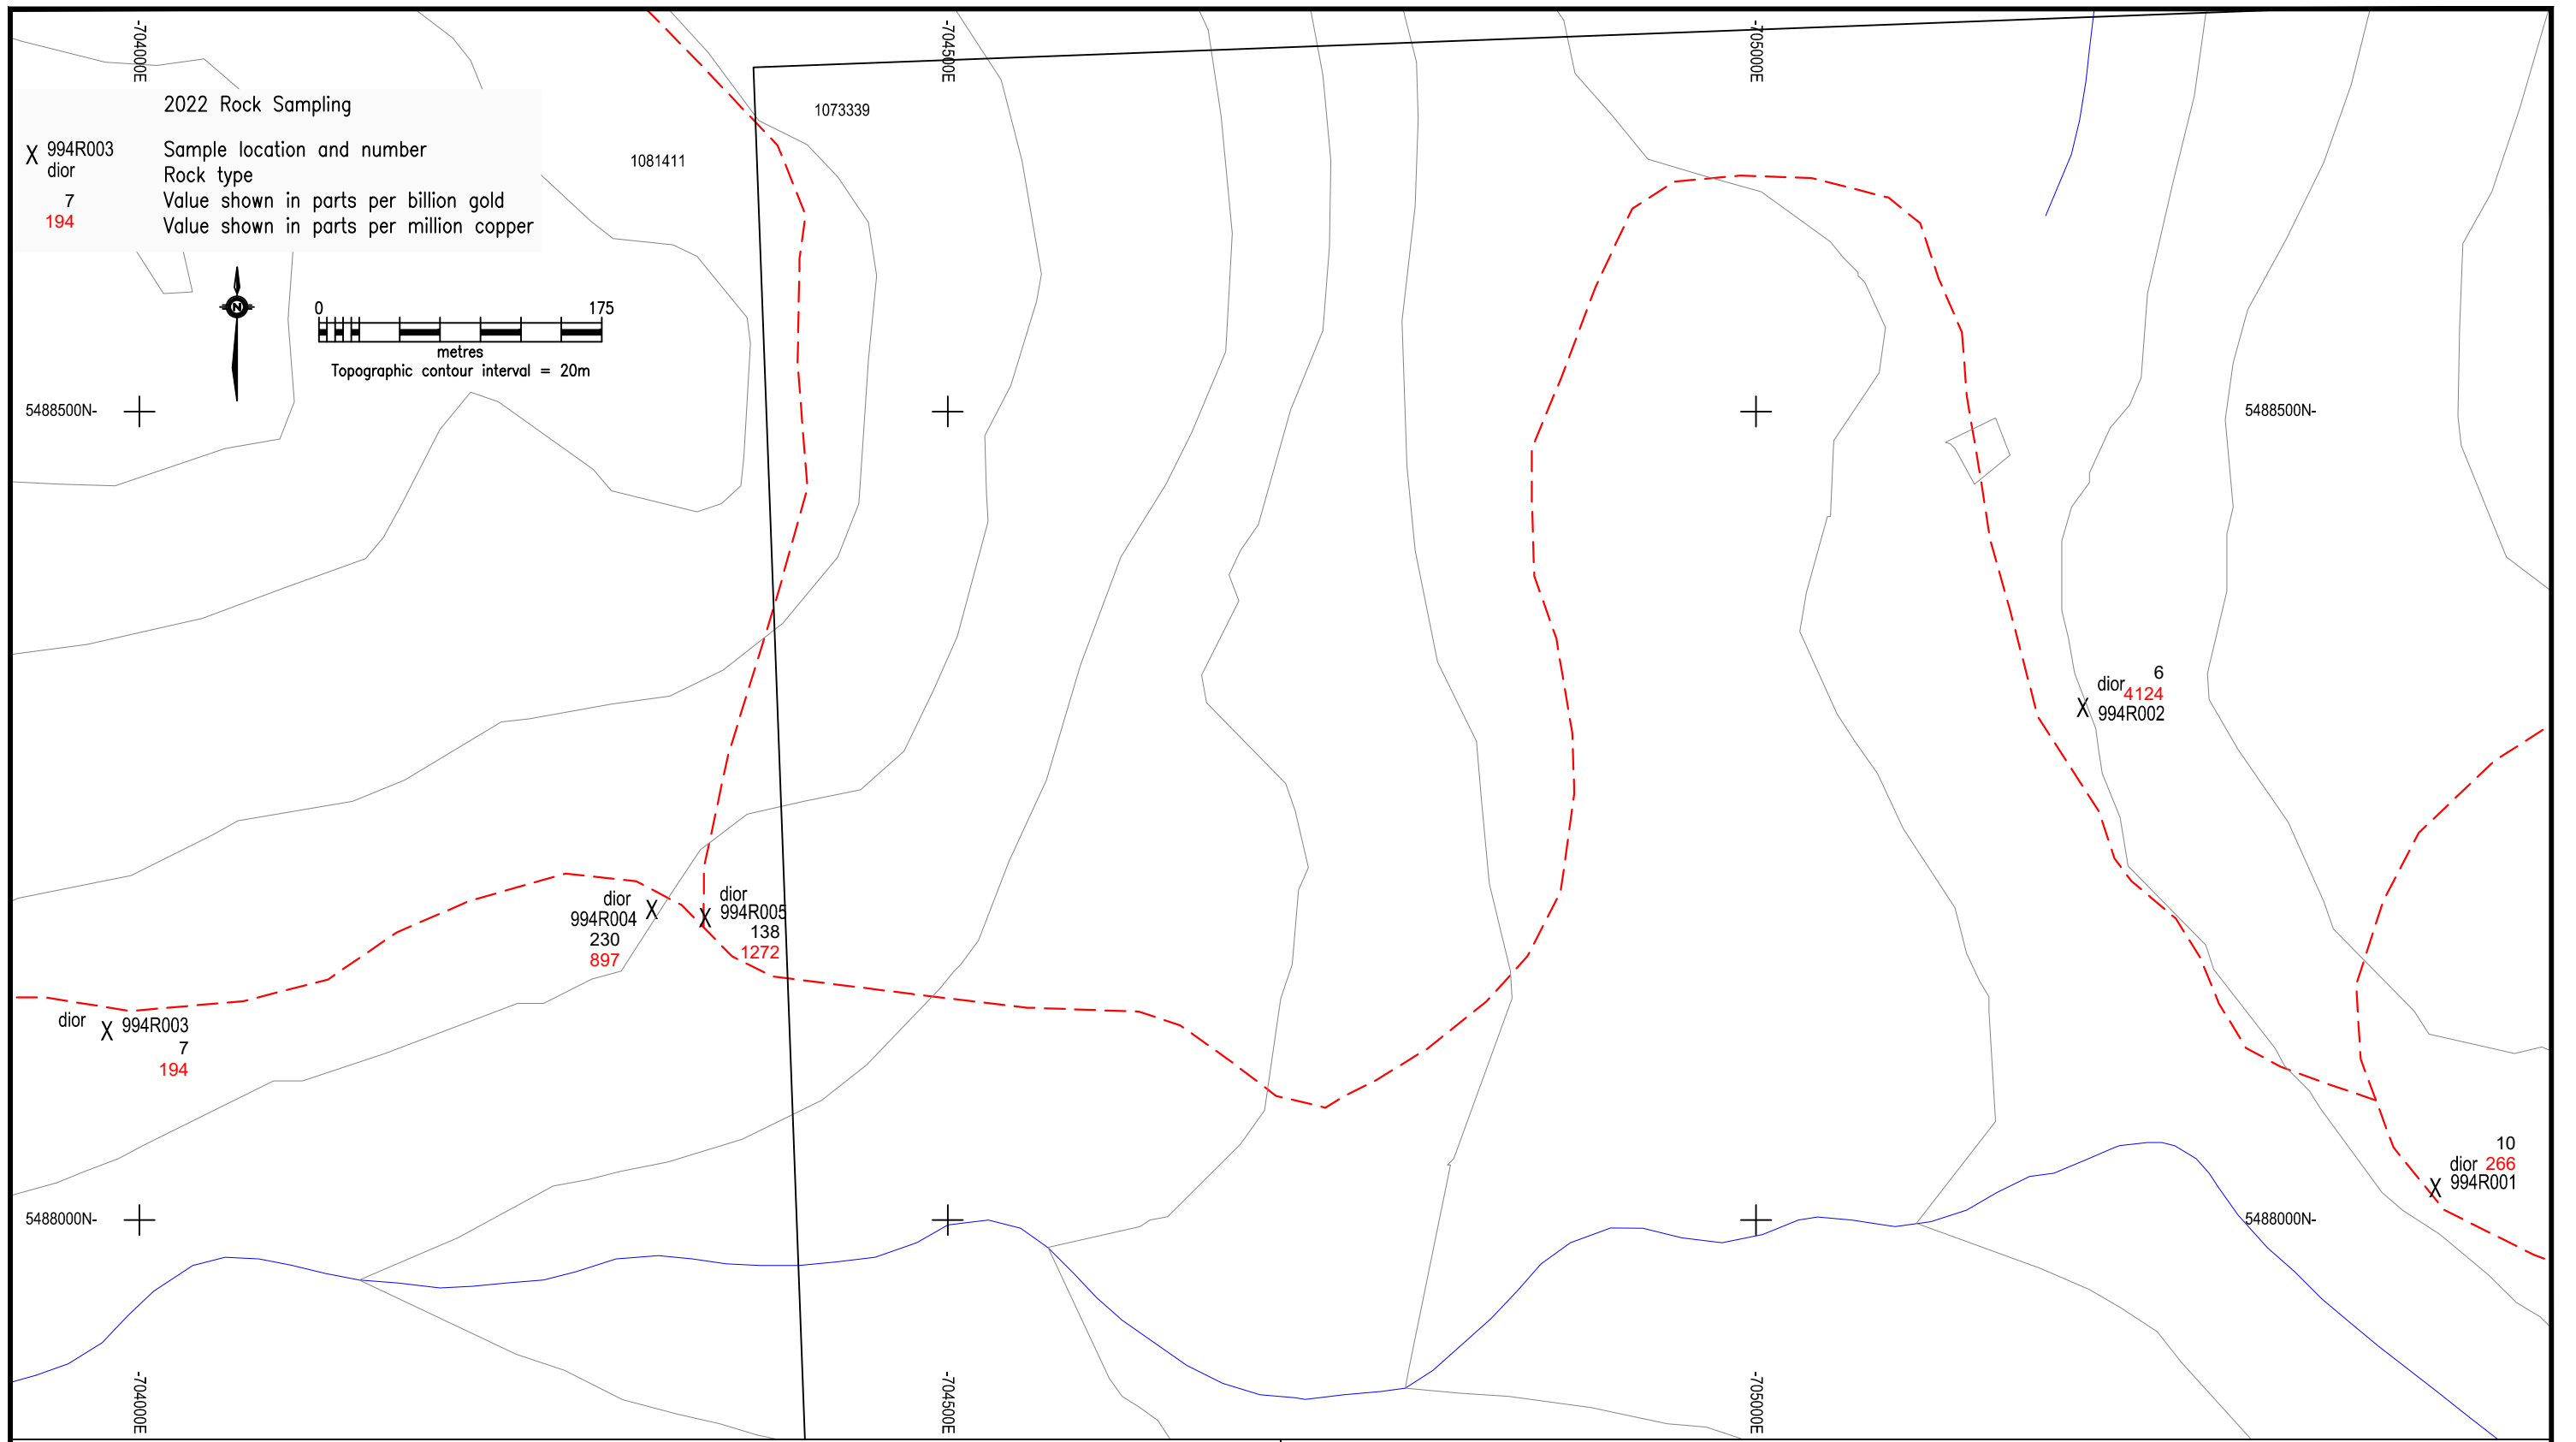 -704000E
-704500E
-705000E
2022 Rock Sampling
1073339
X 994R003 Sample location and number
dior Rock type
1081411
7 Value shown in parts per billion gold
194 Value shown in parts per million copper
N
0 175
metres
Topographic contour interval = 20m
5488500N-
5488500N-
dior 6
4124
X 994R002
dior
X
994R004
230
897
dior
X 994R005
138
1272
dior X 994R003
7
194
10
dior 266
X 994R001
5488000N-
5488000N-
-704000E
-704500E
-705000E